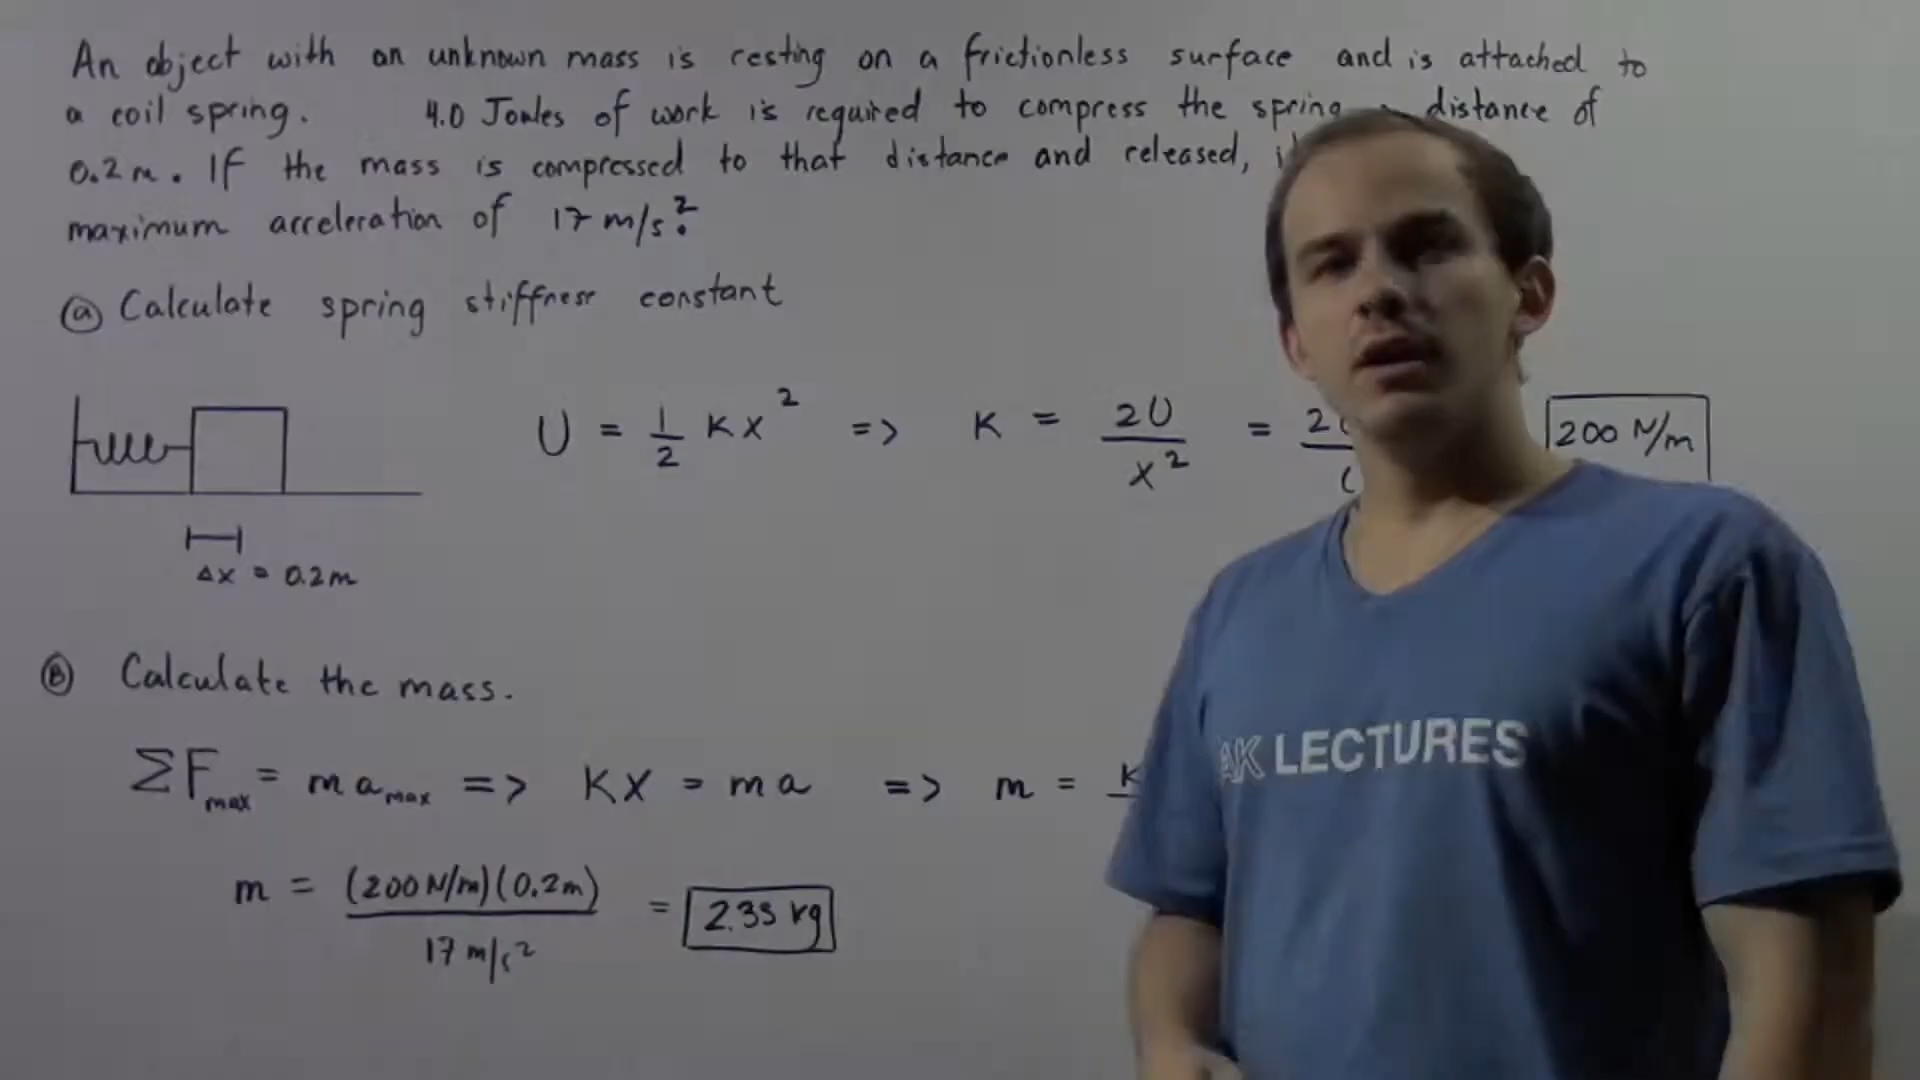 An object with an unknown mass is resting on a frictionless surface and is attached to
a coil spring. 4.0 Joules of work is required to compress the spring distance of
0.2 m. If the mass is compressed to that distance and released,
maximum acceleration of 17 m/s²?
(a) Calculate spring stiffness constant
U = 1/2 Kx² => K = 2U/x² = 200 N/m
Δx = 0.2m
(B) Calculate the mass.
ΣFmax = m amax => KX = ma => m =
m = (200 N/m)(0.2m)/17 m/s² = 2.35 kg
AK LECTURES